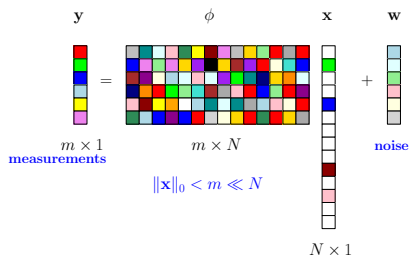 y ϕ x w
= +
m × 1 m × N
measurements noise
‖x‖₀ < m ≪ N
N × 1